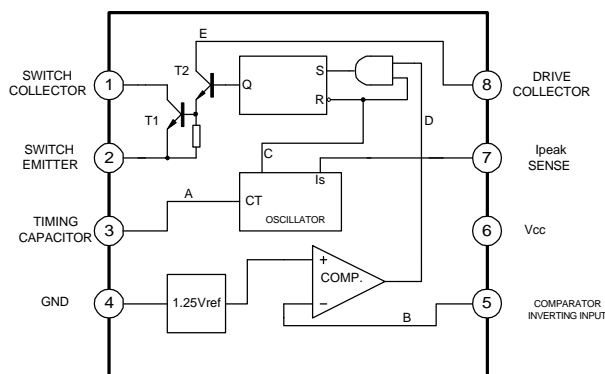 E
SWITCH
COLLECTOR
1
T2
Q
S
R
8
DRIVE
COLLECTOR
T1
D
SWITCH
EMITTER
2
C
7
Ipeak
SENSE
A
Is
CT
OSCILLATOR
TIMING
CAPACITOR
3
6
Vcc
GND
4
1.25Vref
+
COMP.
−
B
5
COMPARATOR
INVERTING INPUT